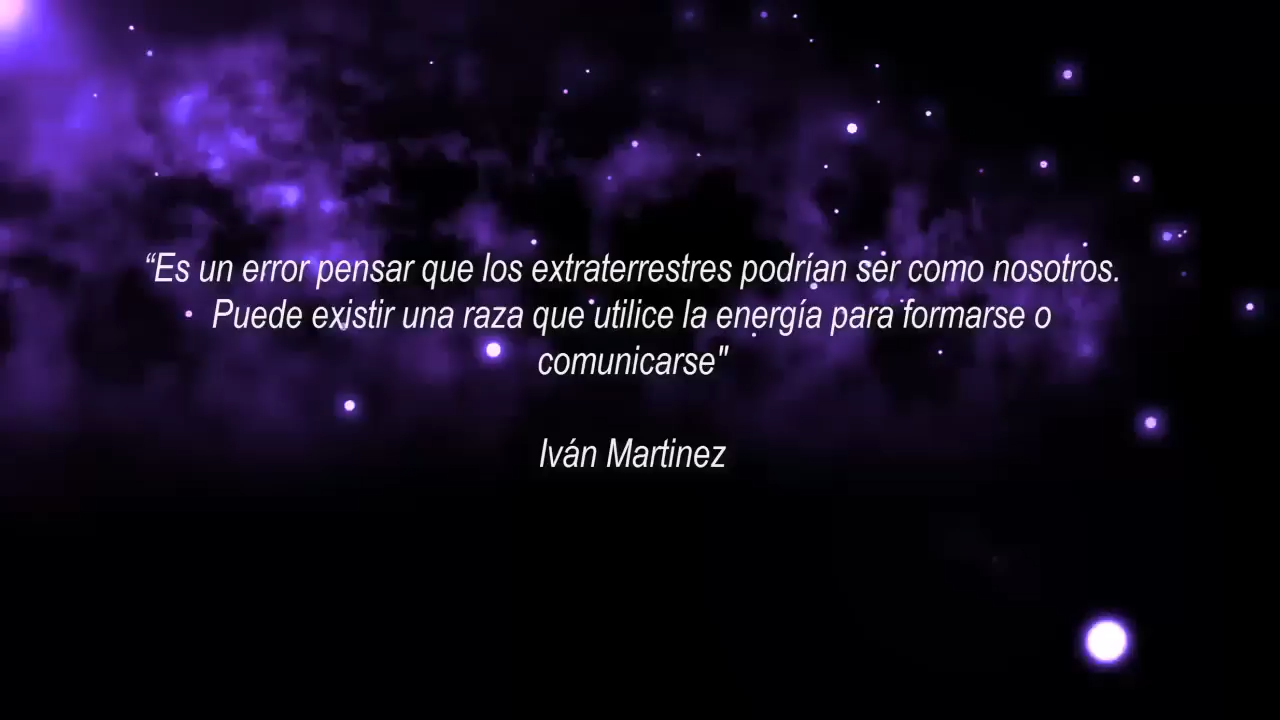 “Es un error pensar que los extraterrestres podrían ser como nosotros.
Puede existir una raza que utilice la energía para formarse o
comunicarse"
Iván Martinez